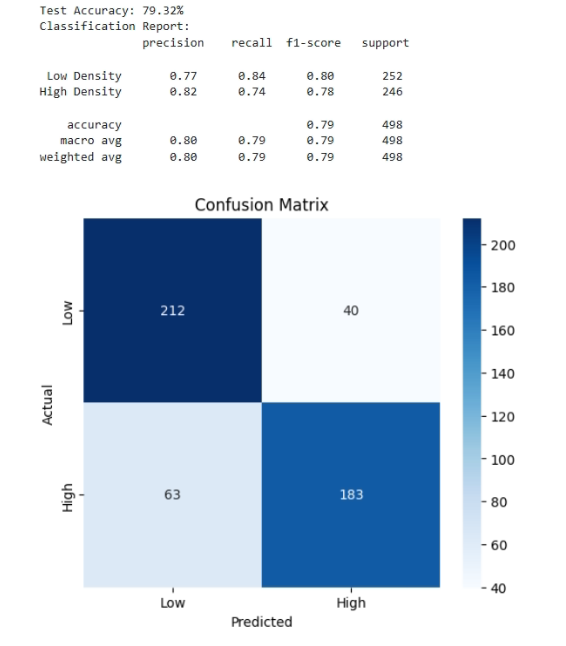 Test Accuracy: 79.32%
Classification Report:
precision recall f1-score support
Low Density 0.77 0.84 0.80 252
High Density 0.82 0.74 0.78 246
accuracy 0.79 498
macro avg 0.80 0.79 0.79 498
weighted avg 0.80 0.79 0.79 498
Confusion Matrix
200
180
160
140
120
100
80
60
40
Actual
Low
212 40
High
63 183
Low High
Predicted